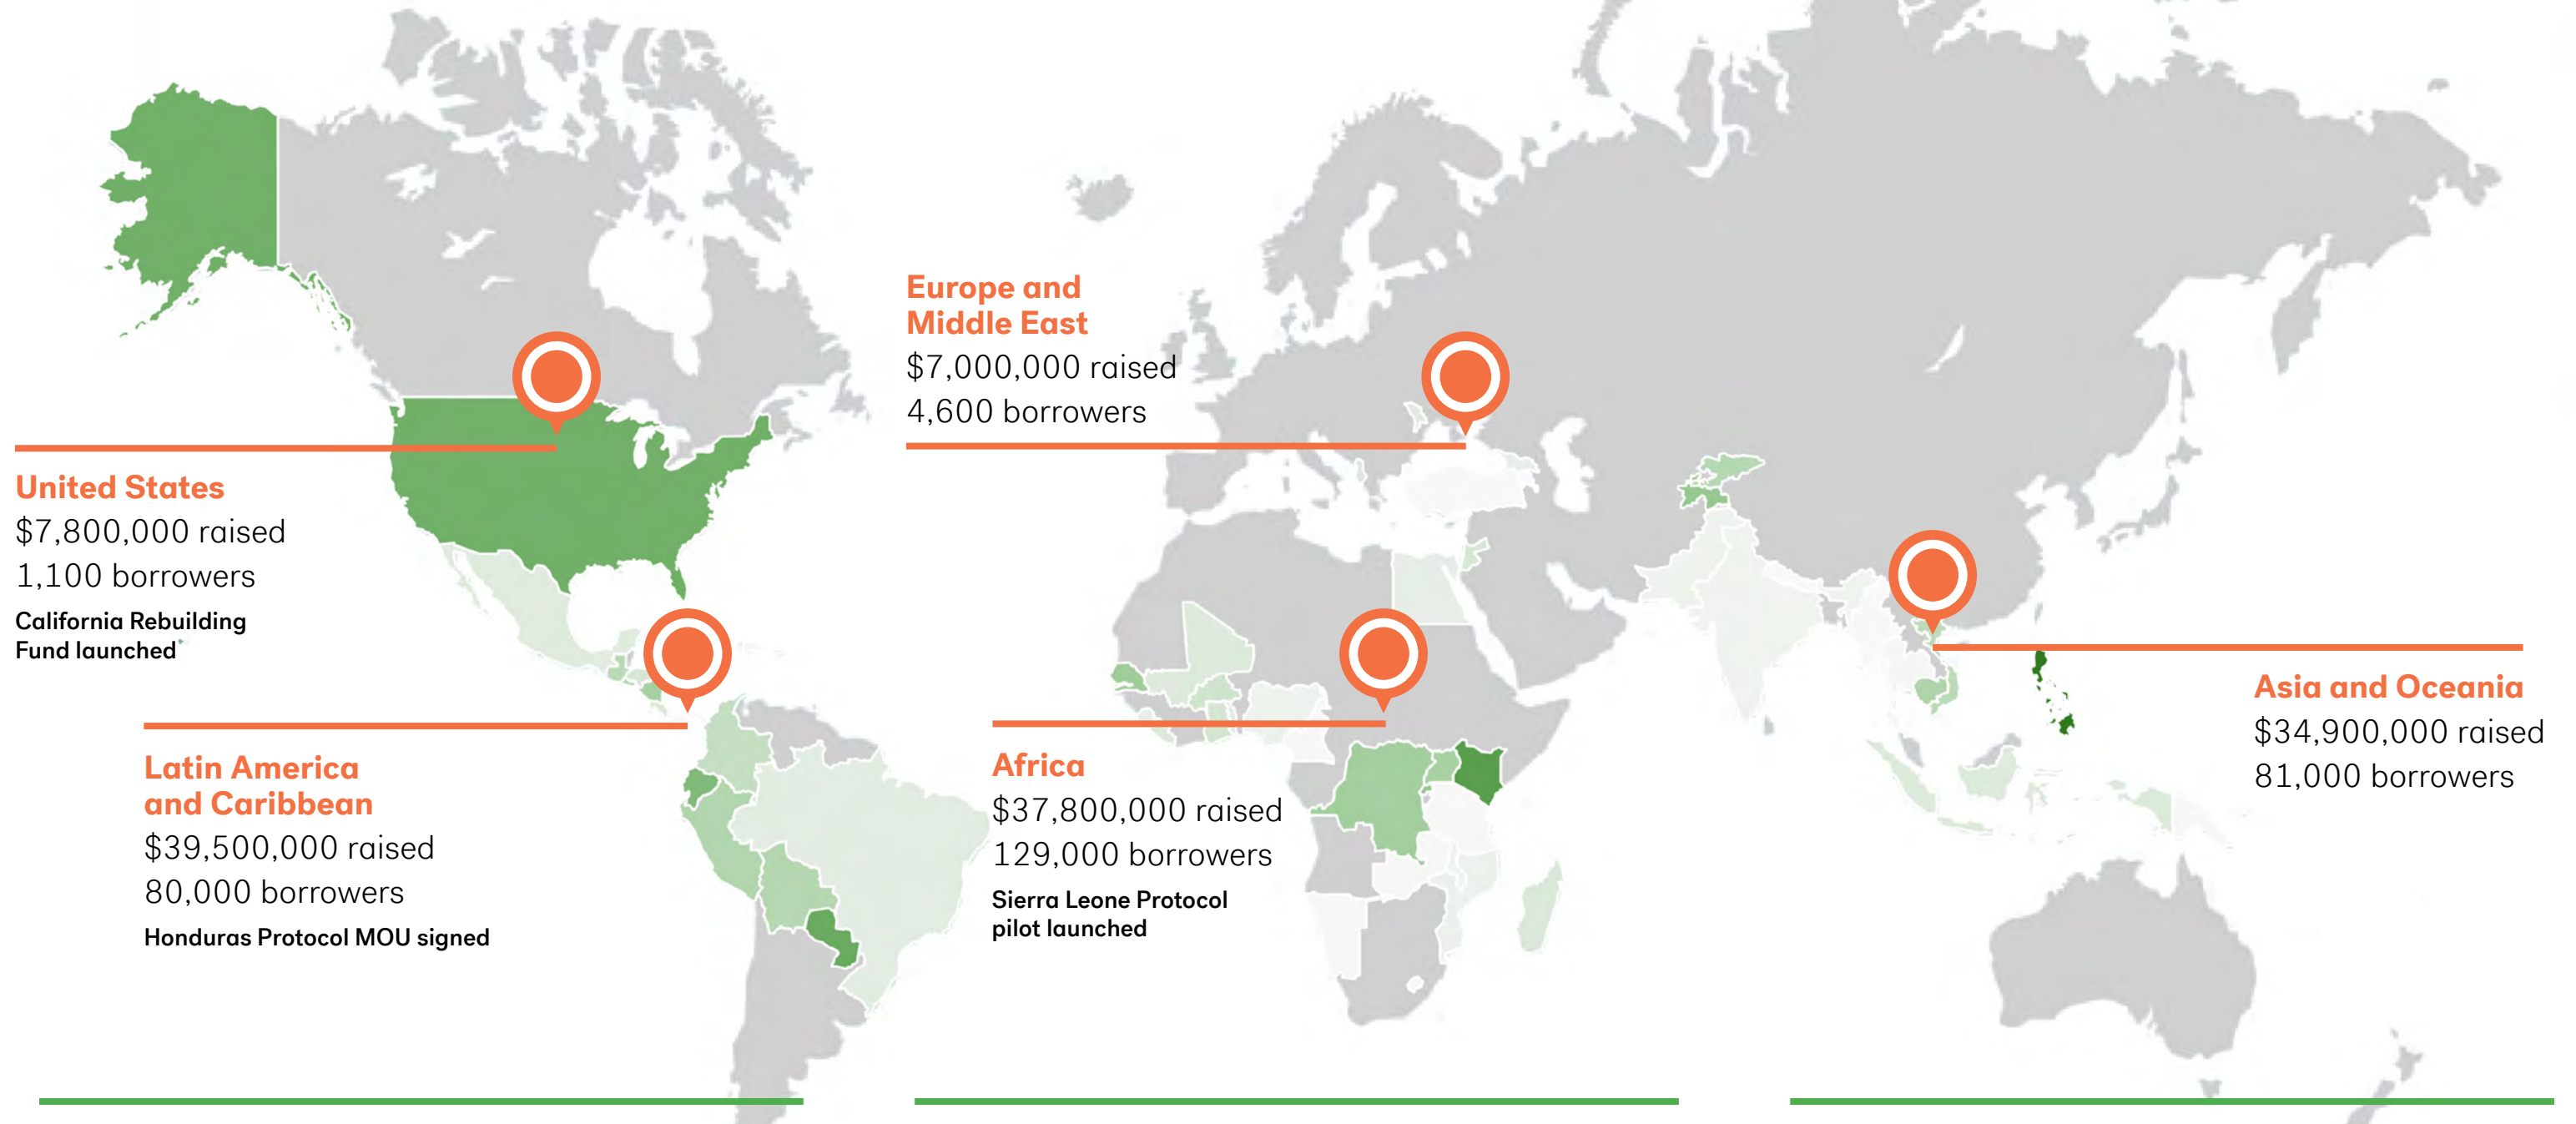 United States
$7,800,000 raised
1,100 borrowers
California Rebuilding
Fund launched
Latin America
and Caribbean
$39,500,000 raised
80,000 borrowers
Honduras Protocol MOU signed
Europe and
Middle East
$7,000,000 raised
4,600 borrowers
Africa
$37,800,000 raised
129,000 borrowers
Sierra Leone Protocol
pilot launched
Asia and Oceania
$34,900,000 raised
81,000 borrowers